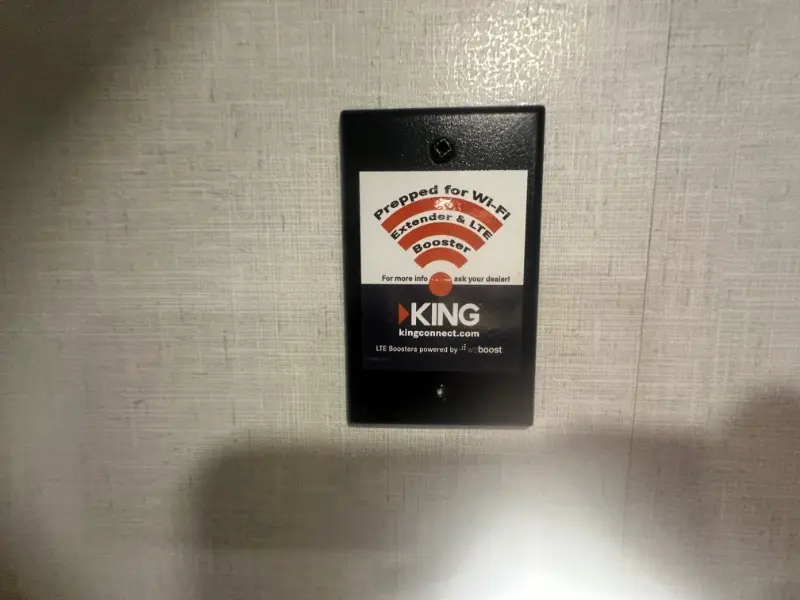 Prepped for Wi-Fi
Extender & LTE
Booster
For more info ask your dealer!
KING
kingconnect.com
LTE Boosters powered by weboost